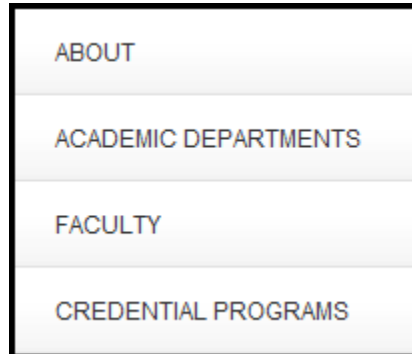 ABOUT
ACADEMIC DEPARTMENTS
FACULTY
CREDENTIAL PROGRAMS